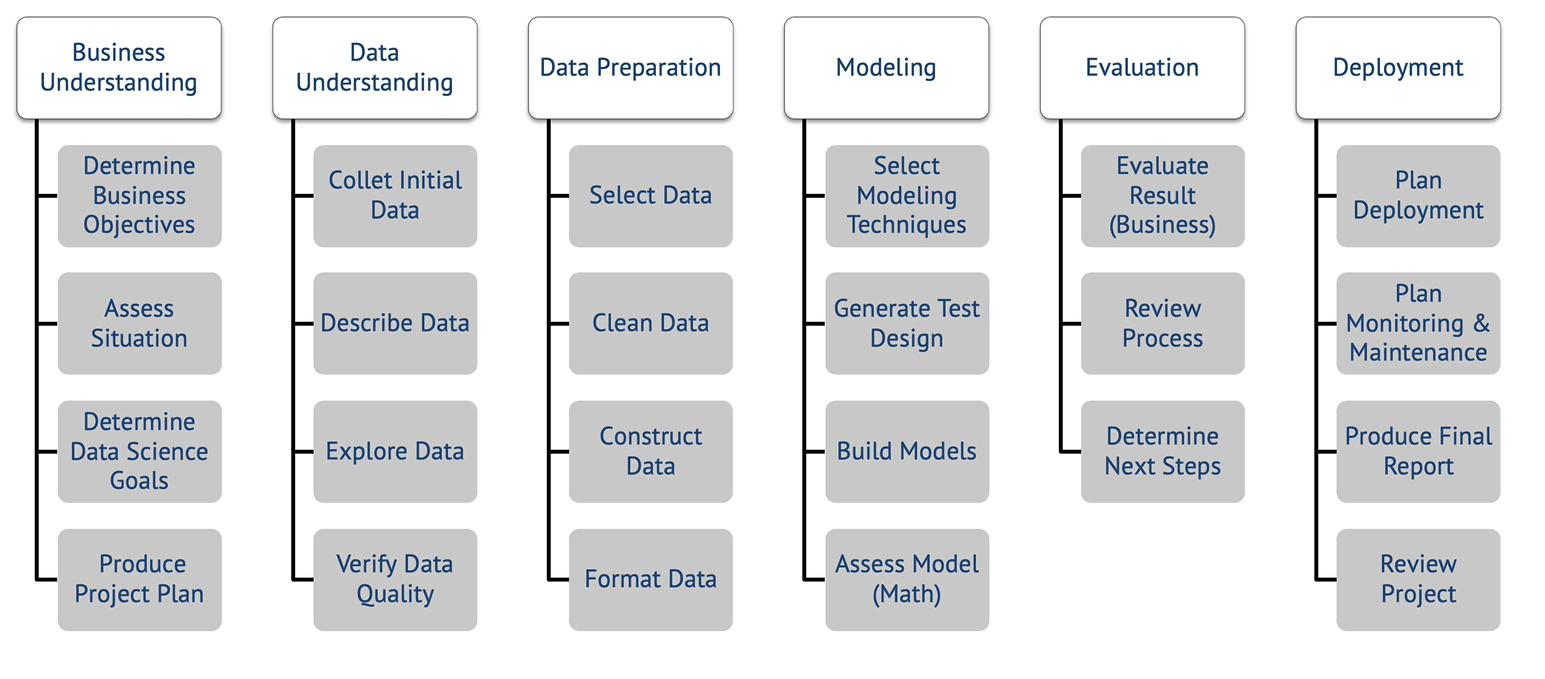 Business
Understanding
Determine
Business
Objectives
Assess
Situation
Determine
Data Science
Goals
Produce
Project Plan
Data
Understanding
Collet Initial
Data
Describe Data
Explore Data
Verify Data
Quality
Data Preparation
Select Data
Clean Data
Construct
Data
Format Data
Modeling
Select
Modeling
Techniques
Generate Test
Design
Build Models
Assess Model
(Math)
Evaluation
Evaluate
Result
(Business)
Review
Process
Determine
Next Steps
Deployment
Plan
Deployment
Plan
Monitoring &
Maintenance
Produce Final
Report
Review
Project